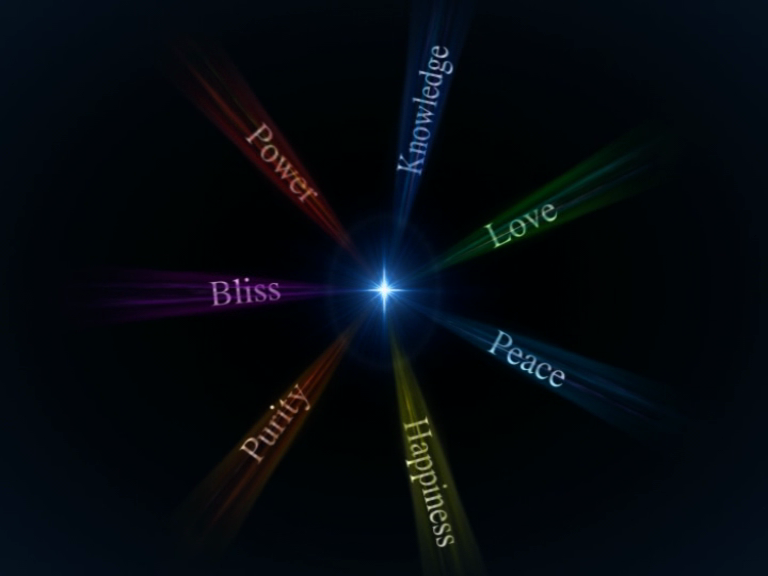 Knowledge
Power
Love
Bliss
Peace
Purity
Happiness